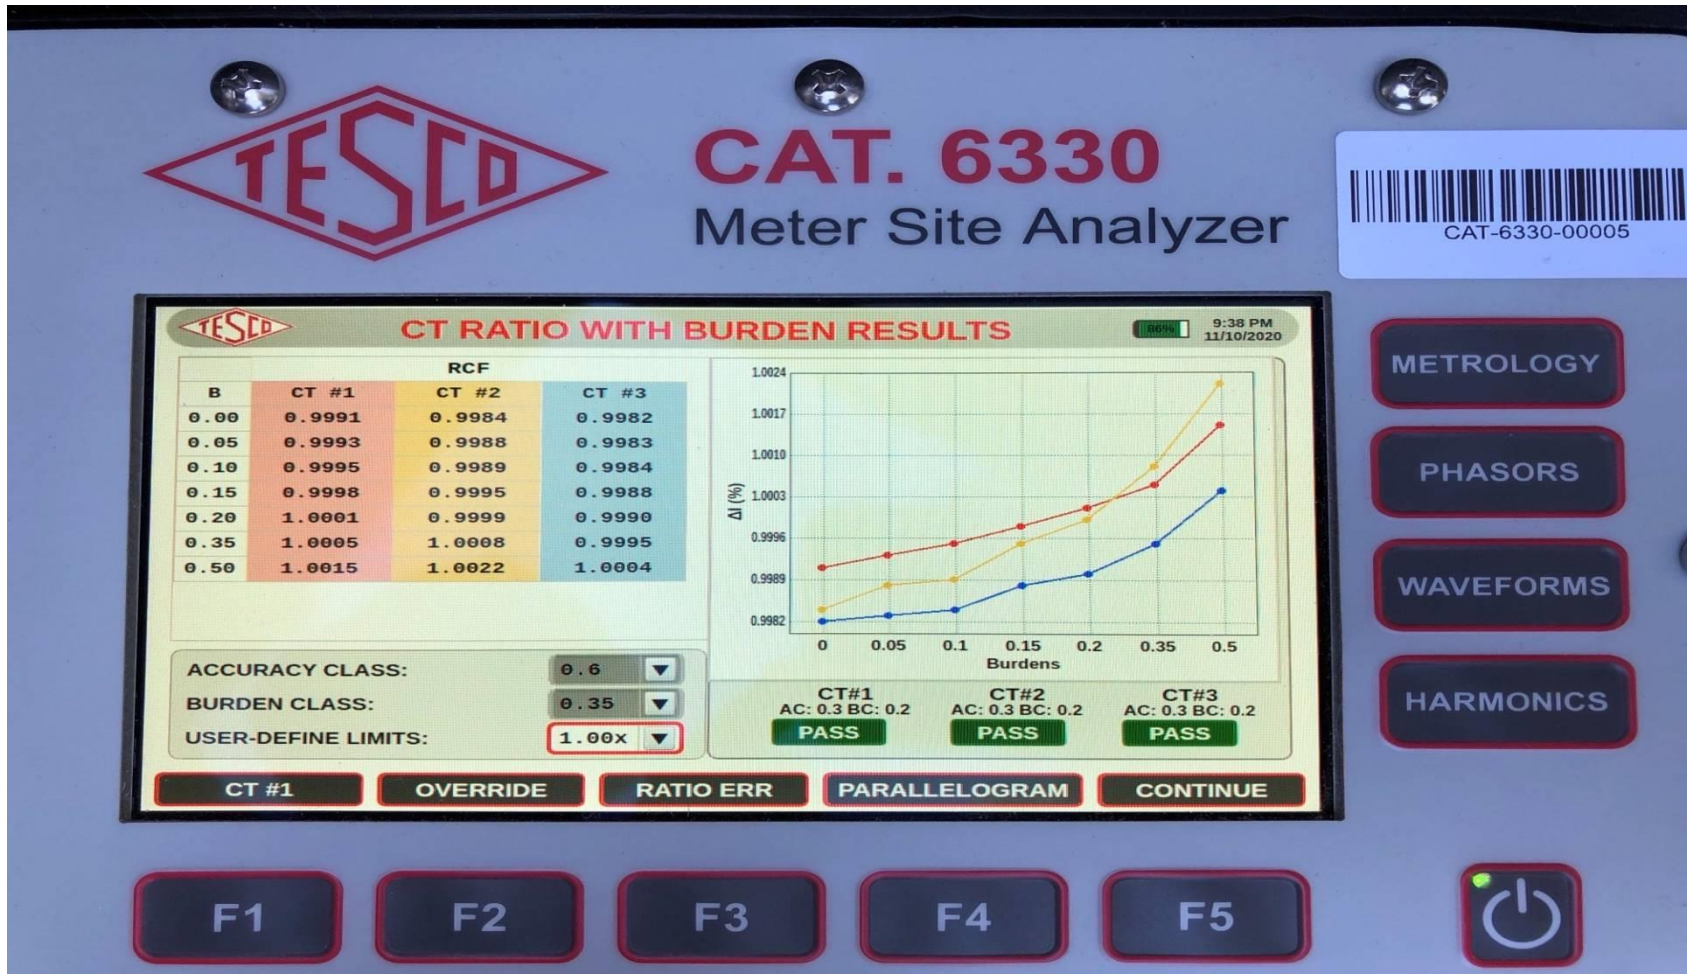 TESCO
CAT. 6330
Meter Site Analyzer
CAT-6330-00005
TESCO
CT RATIO WITH BURDEN RESULTS
86%
9:38 PM
11/10/2020
RCF
B CT #1 CT #2 CT #3
0.00 0.9991 0.9984 0.9982
0.05 0.9993 0.9988 0.9983
0.10 0.9995 0.9989 0.9984
0.15 0.9998 0.9995 0.9988
0.20 1.0001 0.9999 0.9990
0.35 1.0005 1.0008 0.9995
0.50 1.0015 1.0022 1.0004
ΔI (%)
1.0024
1.0017
1.0010
1.0003
0.9996
0.9989
0.9982
0 0.05 0.1 0.15 0.2 0.35 0.5
Burdens
ACCURACY CLASS: 0.6
BURDEN CLASS: 0.35
USER-DEFINE LIMITS: 1.00x
CT#1 CT#2 CT#3
AC: 0.3 BC: 0.2 AC: 0.3 BC: 0.2 AC: 0.3 BC: 0.2
PASS PASS PASS
CT #1 OVERRIDE RATIO ERR PARALLELOGRAM CONTINUE
METROLOGY
PHASORS
WAVEFORMS
HARMONICS
F1 F2 F3 F4 F5